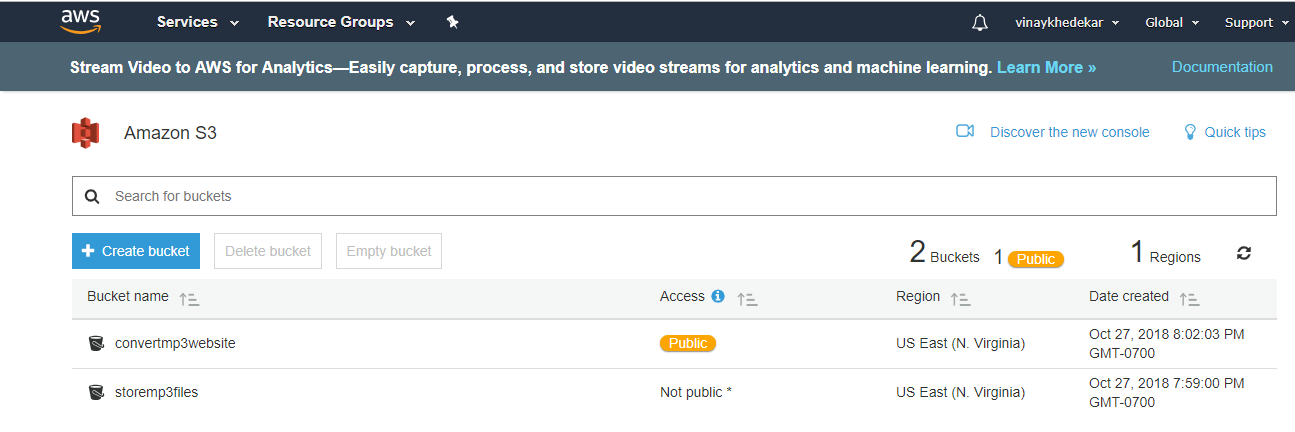 aws Services Resource Groups vinaykhedekar Global Support
Stream Video to AWS for Analytics—Easily capture, process, and store video streams for analytics and machine learning. Learn More » Documentation
Amazon S3 Discover the new console Quick tips
Search for buckets
+ Create bucket Delete bucket Empty bucket 2 Buckets 1 Public 1 Regions
Bucket name Access Region Date created
convertmp3website Public US East (N. Virginia) Oct 27, 2018 8:02:03 PM
GMT-0700
storemp3files Not public * US East (N. Virginia) Oct 27, 2018 7:59:00 PM
GMT-0700